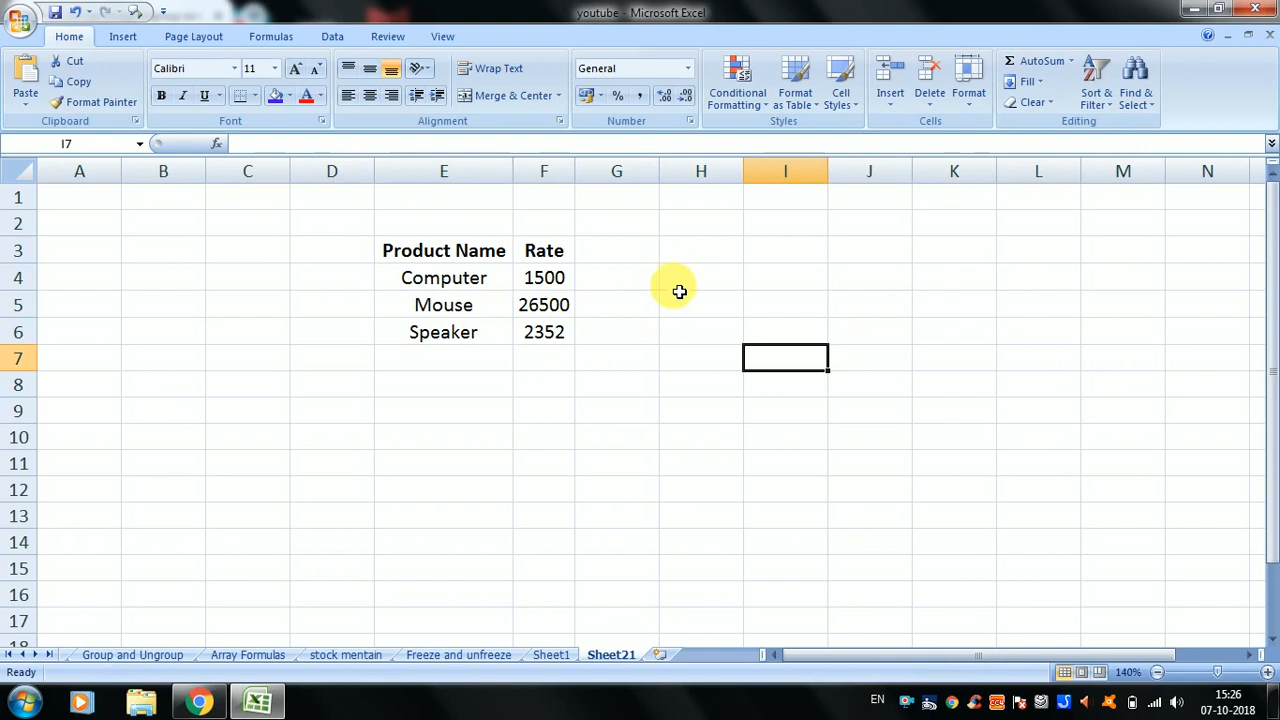 youtube - Microsoft Excel
Home Insert Page Layout Formulas Data Review View
Paste
Cut
Copy
Format Painter
Clipboard
Calibri 11
B I U
Font
Wrap Text
Merge & Center
Alignment
General
Number
Conditional Formatting
Format as Table
Cell Styles
Styles
Insert Delete Format
Cells
AutoSum
Fill
Clear
Sort & Filter
Find & Select
Editing
I7
A B C D E F G H I J K L M N
1
2
3 Product Name Rate
4 Computer 1500
5 Mouse 26500
6 Speaker 2352
7
8
9
10
11
12
13
14
15
16
17
18
Group and Ungroup Array Formulas stock mentain Freeze and unfreeze Sheet1 Sheet21
Ready 140%
EN 15:26
07-10-2018